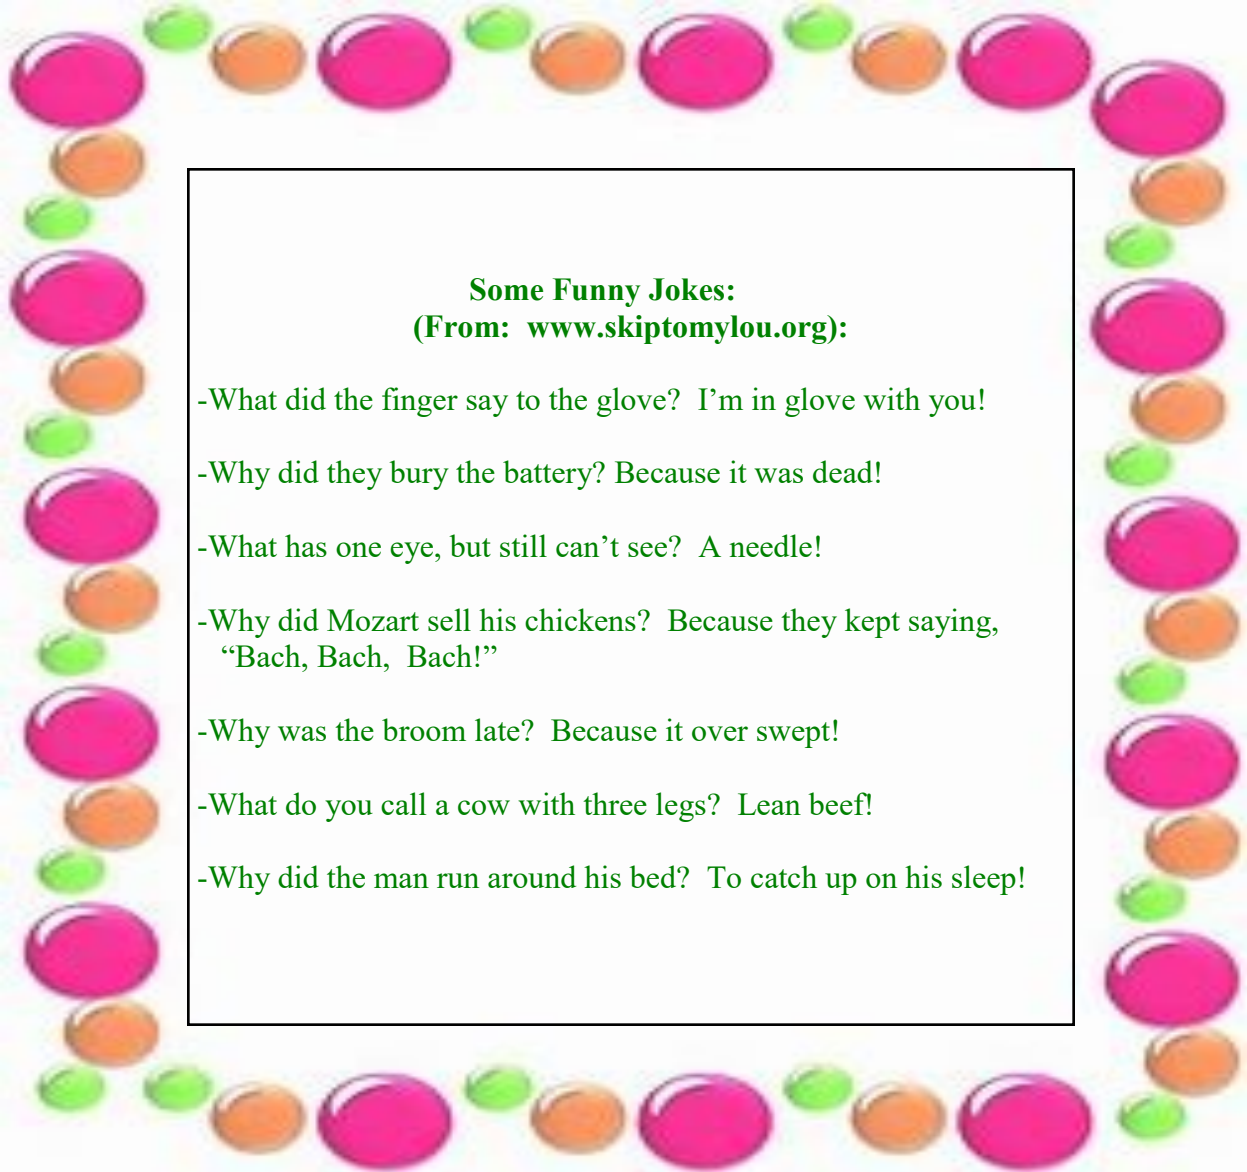 Some Funny Jokes:
(From:  www.skiptomylou.org):
-What did the finger say to the glove?  I’m in glove with you!
-Why did they bury the battery? Because it was dead!
-What has one eye, but still can’t see?  A needle!
-Why did Mozart sell his chickens?  Because they kept saying,
“Bach, Bach,  Bach!”
-Why was the broom late?  Because it over swept!
-What do you call a cow with three legs?  Lean beef!
-Why did the man run around his bed?  To catch up on his sleep!